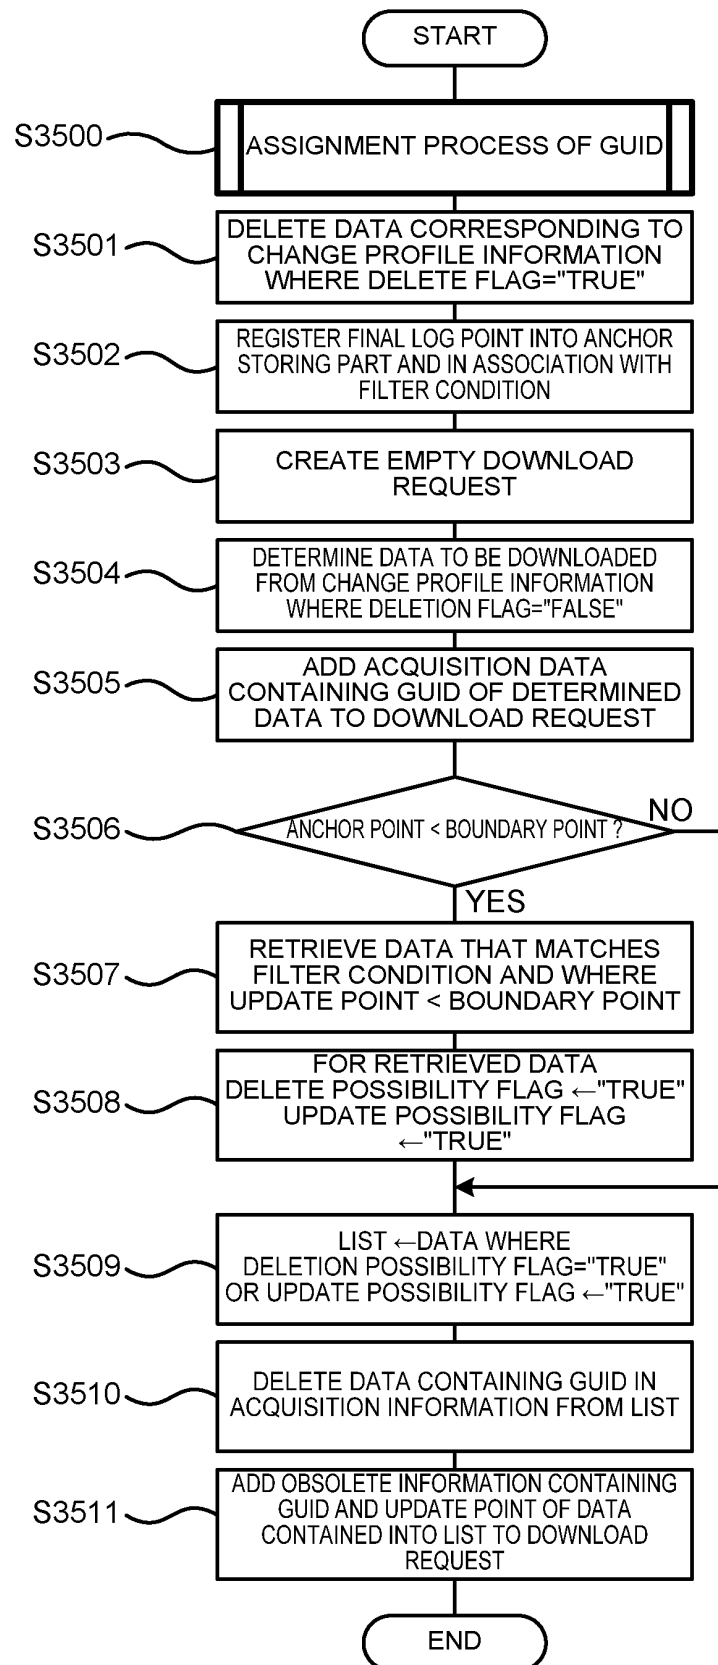 START
S3500
ASSIGNMENT PROCESS OF GUID
S3501
DELETE DATA CORRESPONDING TO
CHANGE PROFILE INFORMATION
WHERE DELETE FLAG="TRUE"
S3502
REGISTER FINAL LOG POINT INTO ANCHOR
STORING PART AND IN ASSOCIATION WITH
FILTER CONDITION
S3503
CREATE EMPTY DOWNLOAD
REQUEST
S3504
DETERMINE DATA TO BE DOWNLOADED
FROM CHANGE PROFILE INFORMATION
WHERE DELETION FLAG="FALSE"
S3505
ADD ACQUISITION DATA
CONTAINING GUID OF DETERMINED
DATA TO DOWNLOAD REQUEST
S3506
ANCHOR POINT < BOUNDARY POINT ?
NO
YES
S3507
RETRIEVE DATA THAT MATCHES
FILTER CONDITION AND WHERE
UPDATE POINT < BOUNDARY POINT
S3508
FOR RETRIEVED DATA
DELETE POSSIBILITY FLAG ←"TRUE"
UPDATE POSSIBILITY FLAG
←"TRUE"
S3509
LIST ←DATA WHERE
DELETION POSSIBILITY FLAG="TRUE"
OR UPDATE POSSIBILITY FLAG ←"TRUE"
S3510
DELETE DATA CONTAINING GUID IN
ACQUISITION INFORMATION FROM LIST
S3511
ADD OBSOLETE INFORMATION CONTAINING
GUID AND UPDATE POINT OF DATA
CONTAINED INTO LIST TO DOWNLOAD
REQUEST
END